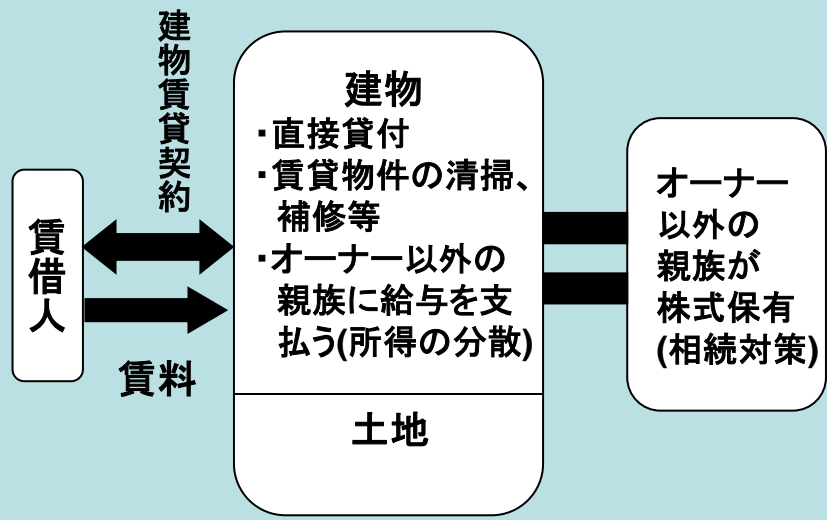 建物賃貸契約
賃借人
賃料
建物
・直接貸付
・賃貸物件の清掃、
補修等
・オーナー以外の
親族に給与を支
払う(所得の分散)
土地
オーナー
以外の
親族が
株式保有
(相続対策)